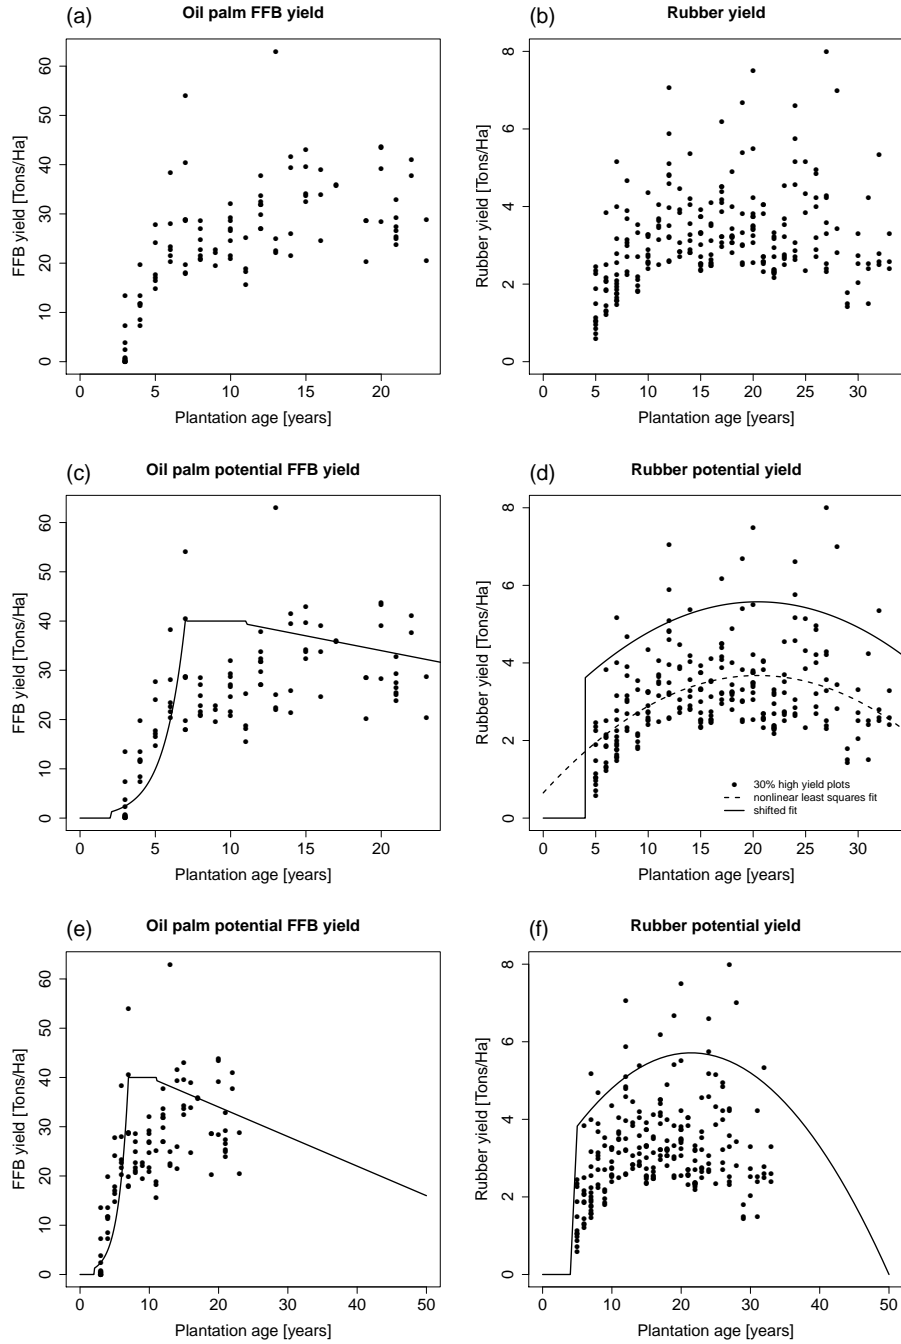 (a) Oil palm FFB yield
FFB yield [Tons/Ha]
0 10 20 30 40 50 60
0 5 10 15 20
Plantation age [years]
(b) Rubber yield
Rubber yield [Tons/Ha]
0 2 4 6 8
0 5 10 15 20 25 30
Plantation age [years]
(c) Oil palm potential FFB yield
FFB yield [Tons/Ha]
0 10 20 30 40 50 60
0 5 10 15 20
Plantation age [years]
(d) Rubber potential yield
Rubber yield [Tons/Ha]
0 2 4 6 8
30% high yield plots
nonlinear least squares fit
shifted fit
0 5 10 15 20 25 30
Plantation age [years]
(e) Oil palm potential FFB yield
FFB yield [Tons/Ha]
0 10 20 30 40 50 60
0 10 20 30 40 50
Plantation age [years]
(f) Rubber potential yield
Rubber yield [Tons/Ha]
0 2 4 6 8
0 10 20 30 40 50
Plantation age [years]